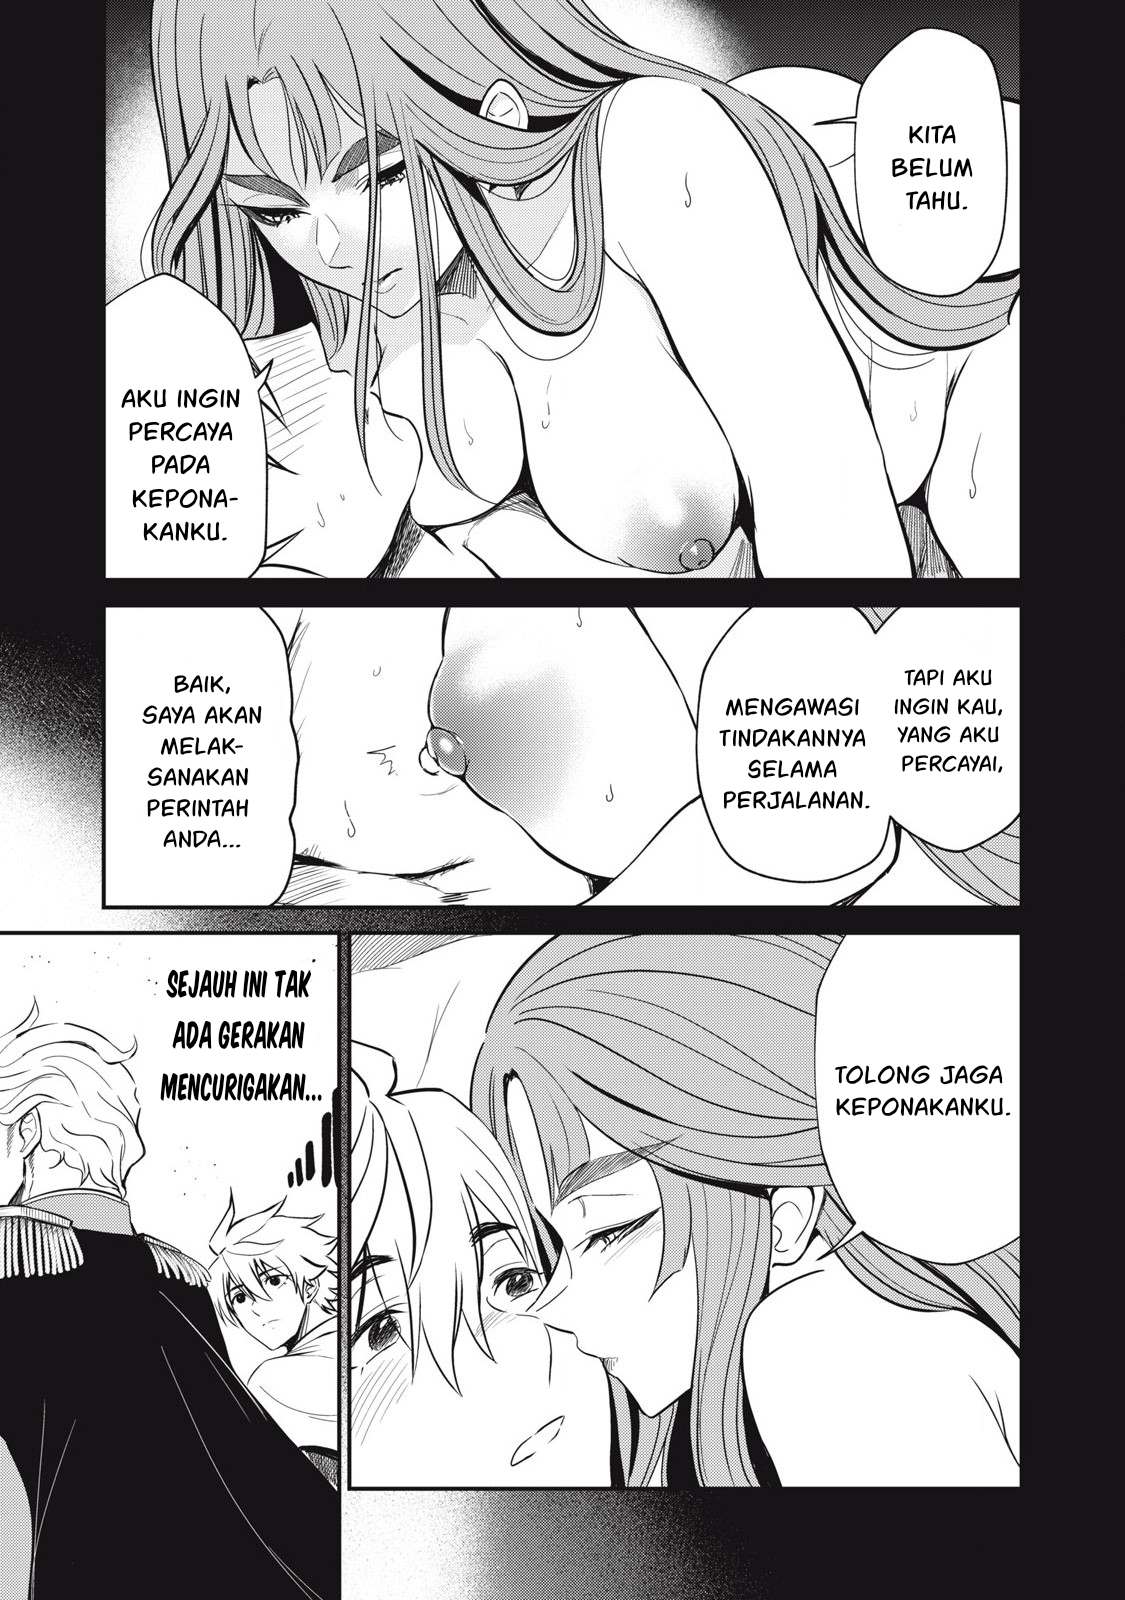 KITA
BELUM
TAHU.
AKU INGIN
PERCAYA
PADA
KEPONA-
KANKU.
TAPI AKU
INGIN KAU,
YANG AKU
PERCAYAI,
MENGAWASI
TINDAKANNYA
SELAMA
PERJALANAN.
BAIK,
SAYA AKAN
MELAK-
SANAKAN
PERINTAH
ANDA...
TOLONG JAGA
KEPONAKANKU.
SEJAUH INI TAK
ADA GERAKAN
MENCURIGAKAN...